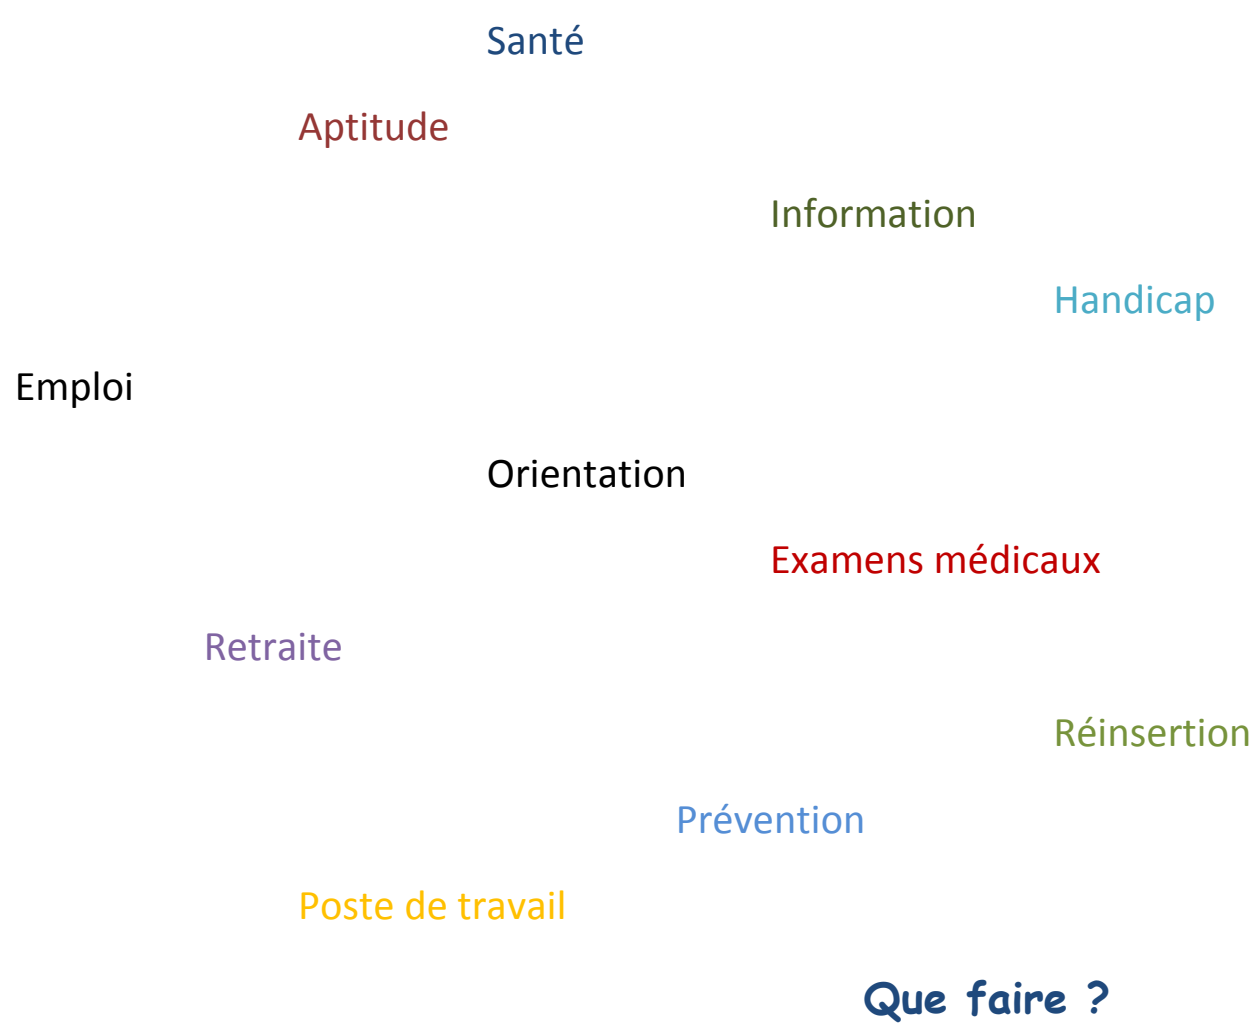 Santé
Aptitude
Information
Handicap
Emploi
Orientation
Examens médicaux
Retraite
Réinsertion
Prévention
Poste de travail
Que faire ?